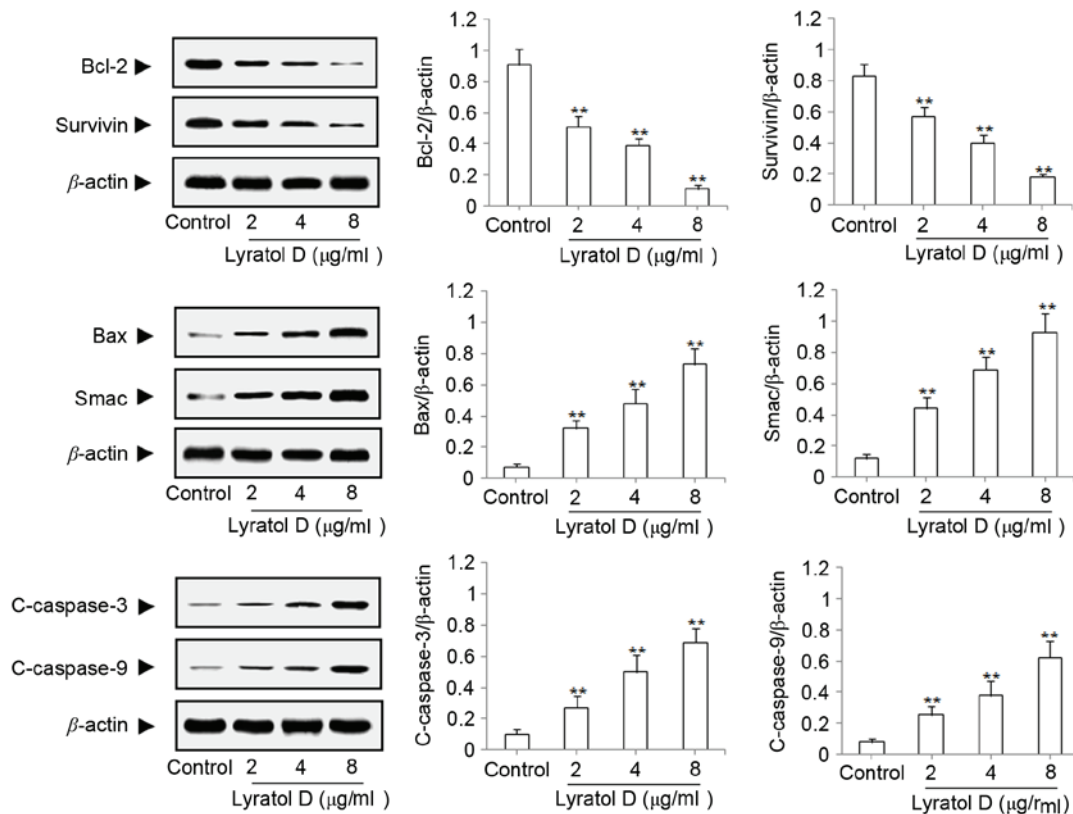 Bcl-2
Survivin
β-actin
Control 2 4 8
Lyratol D (μg/ml )
Bcl-2/β-actin
1.2
1
0.8
0.6
0.4
0.2
0
**
**
**
Control 2 4 8
Lyratol D (μg/ml )
Survivin/β-actin
1.2
1
0.8
0.6
0.4
0.2
0
**
**
**
Control 2 4 8
Lyratol D (μg/ml )
Bax
Smac
β-actin
Control 2 4 8
Lyratol D (μg/ml )
Bax/β-actin
1.2
1
0.8
0.6
0.4
0.2
0
**
**
**
Control 2 4 8
Lyratol D (μg/ml )
Smac/β-actin
1.2
1
0.8
0.6
0.4
0.2
0
**
**
**
Control 2 4 8
Lyratol D (μg/ml )
C-caspase-3
C-caspase-9
β-actin
Control 2 4 8
Lyratol D (μg/ml )
C-caspase-3/β-actin
1.2
1
0.8
0.6
0.4
0.2
0
**
**
**
Control 2 4 8
Lyratol D (μg/ml )
C-caspase-9/β-actin
1.2
1
0.8
0.6
0.4
0.2
0
**
**
**
Control 2 4 8
Lyratol D (μg/rml)